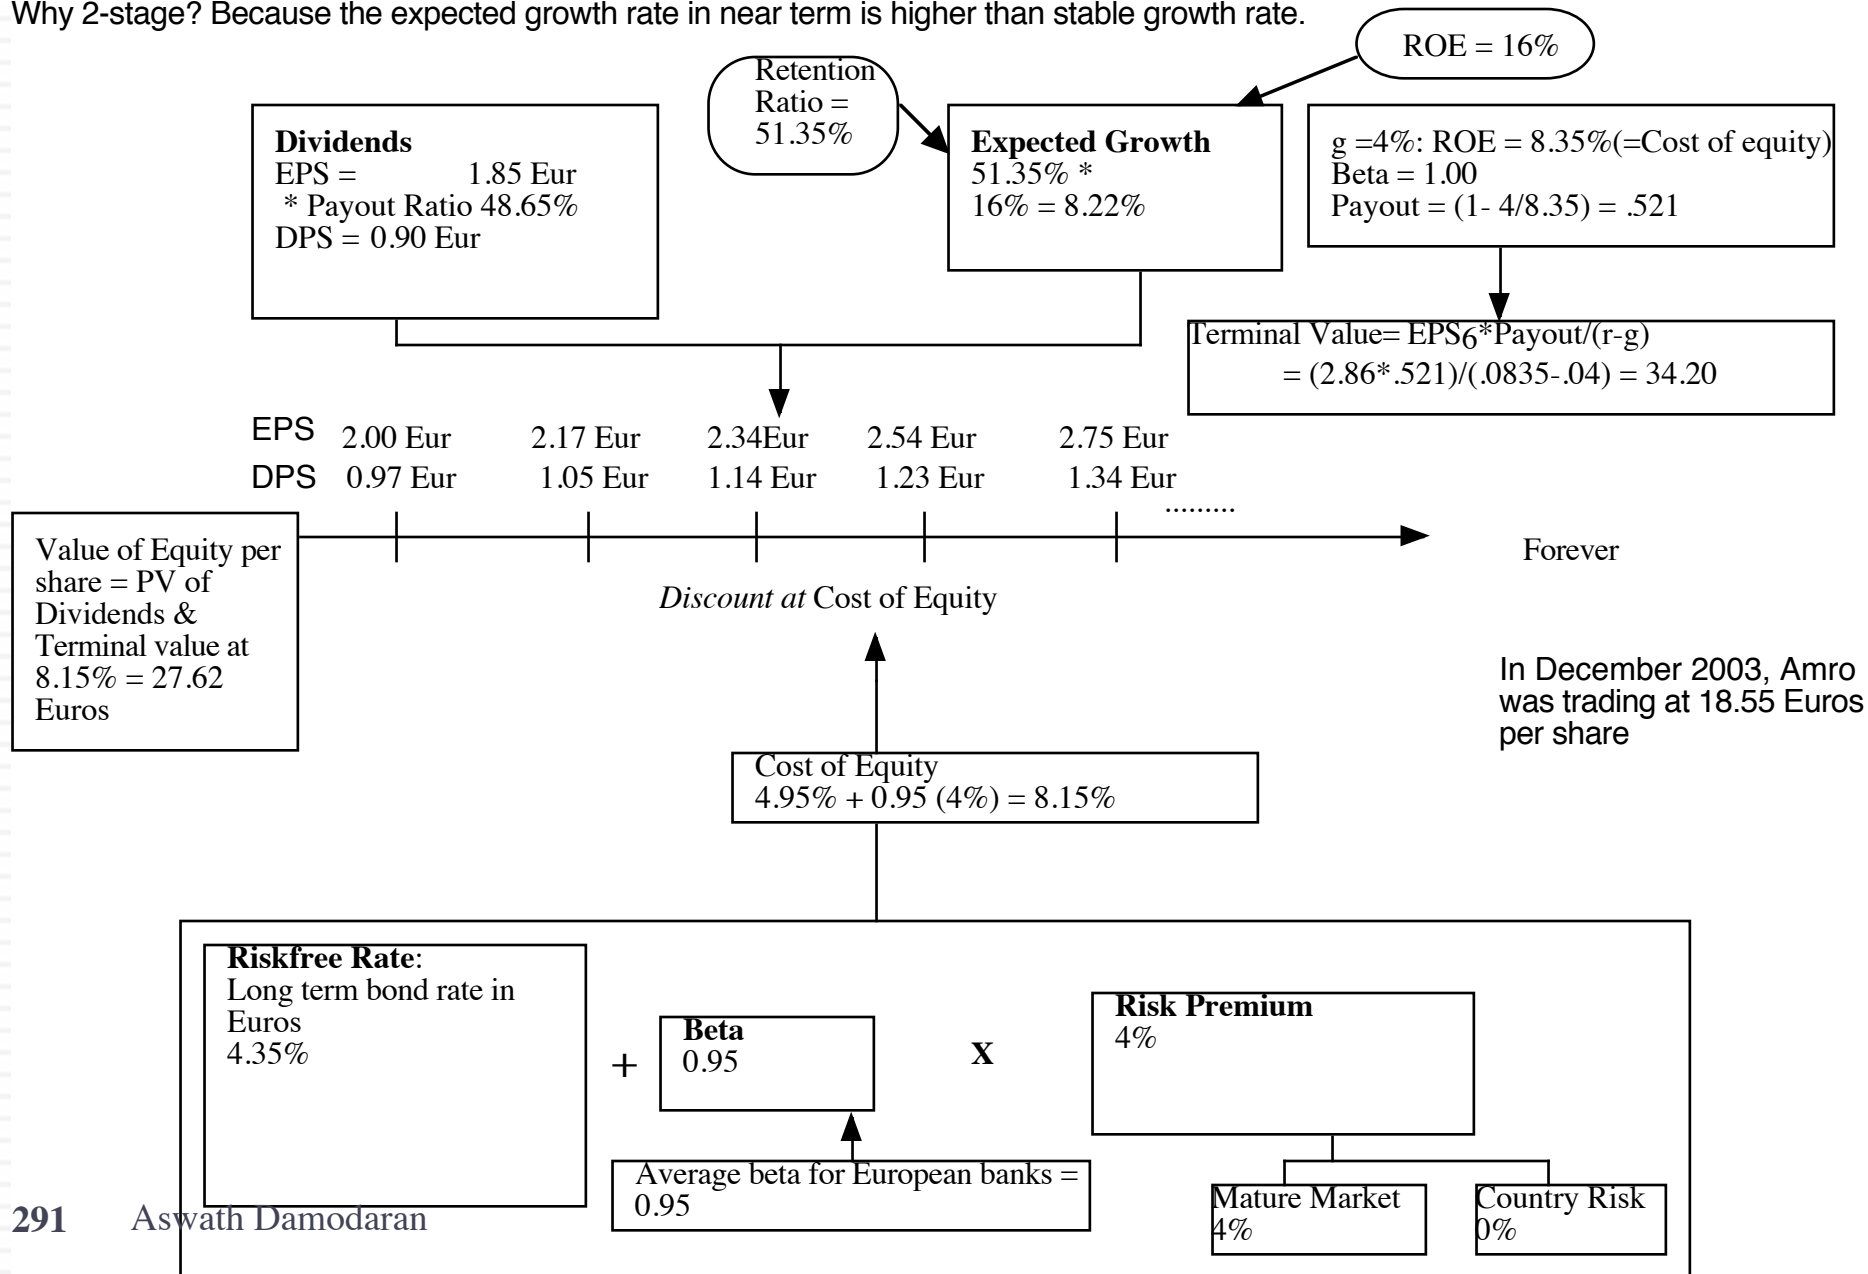 Why 2-stage? Because the expected growth rate in near term is higher than stable growth rate.
ROE = 16%
Retention
Ratio =
51.35%
Dividends
EPS = 1.85 Eur
* Payout Ratio 48.65%
DPS = 0.90 Eur
Expected Growth
51.35% *
16% = 8.22%
g =4%: ROE = 8.35%(=Cost of equity)
Beta = 1.00
Payout = (1- 4/8.35) = .521
Terminal Value= EPS6*Payout/(r-g)
= (2.86*.521)/(.0835-.04) = 34.20
EPS 2.00 Eur 2.17 Eur 2.34Eur 2.54 Eur 2.75 Eur
DPS 0.97 Eur 1.05 Eur 1.14 Eur 1.23 Eur 1.34 Eur
.........
Value of Equity per
share = PV of
Dividends &
Terminal value at
8.15% = 27.62
Euros
Forever
Discount at Cost of Equity
In December 2003, Amro
was trading at 18.55 Euros
per share
Cost of Equity
4.95% + 0.95 (4%) = 8.15%
Riskfree Rate:
Long term bond rate in
Euros
4.35%
+
Beta
0.95
X
Risk Premium
4%
Average beta for European banks =
0.95
Mature Market
4%
Country Risk
0%
291 Aswath Damodaran